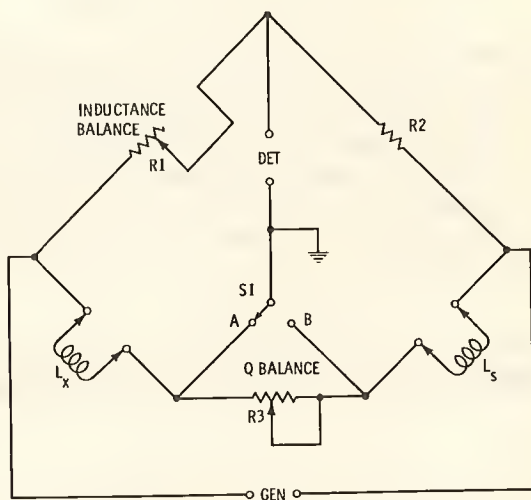 INDUCTANCE
BALANCE
R1
R2
DET
S1
A
B
Q BALANCE
R3
Lx
Ls
GEN